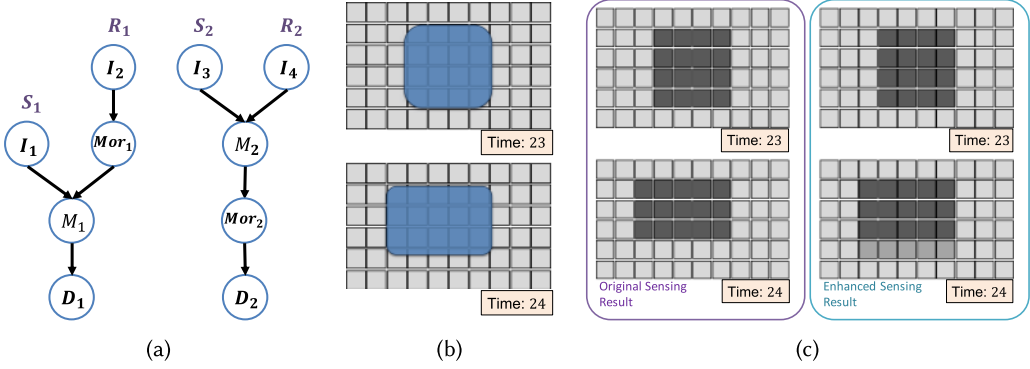 R1
S2
R2
I2
I3
I4
S1
I1
Mor1
M2
M1
Mor2
D1
D2
(a)
Time: 23
Time: 24
(b)
Time: 23
Time: 23
Original Sensing
Result
Time: 24
Enhanced Sensing
Result
Time: 24
(c)